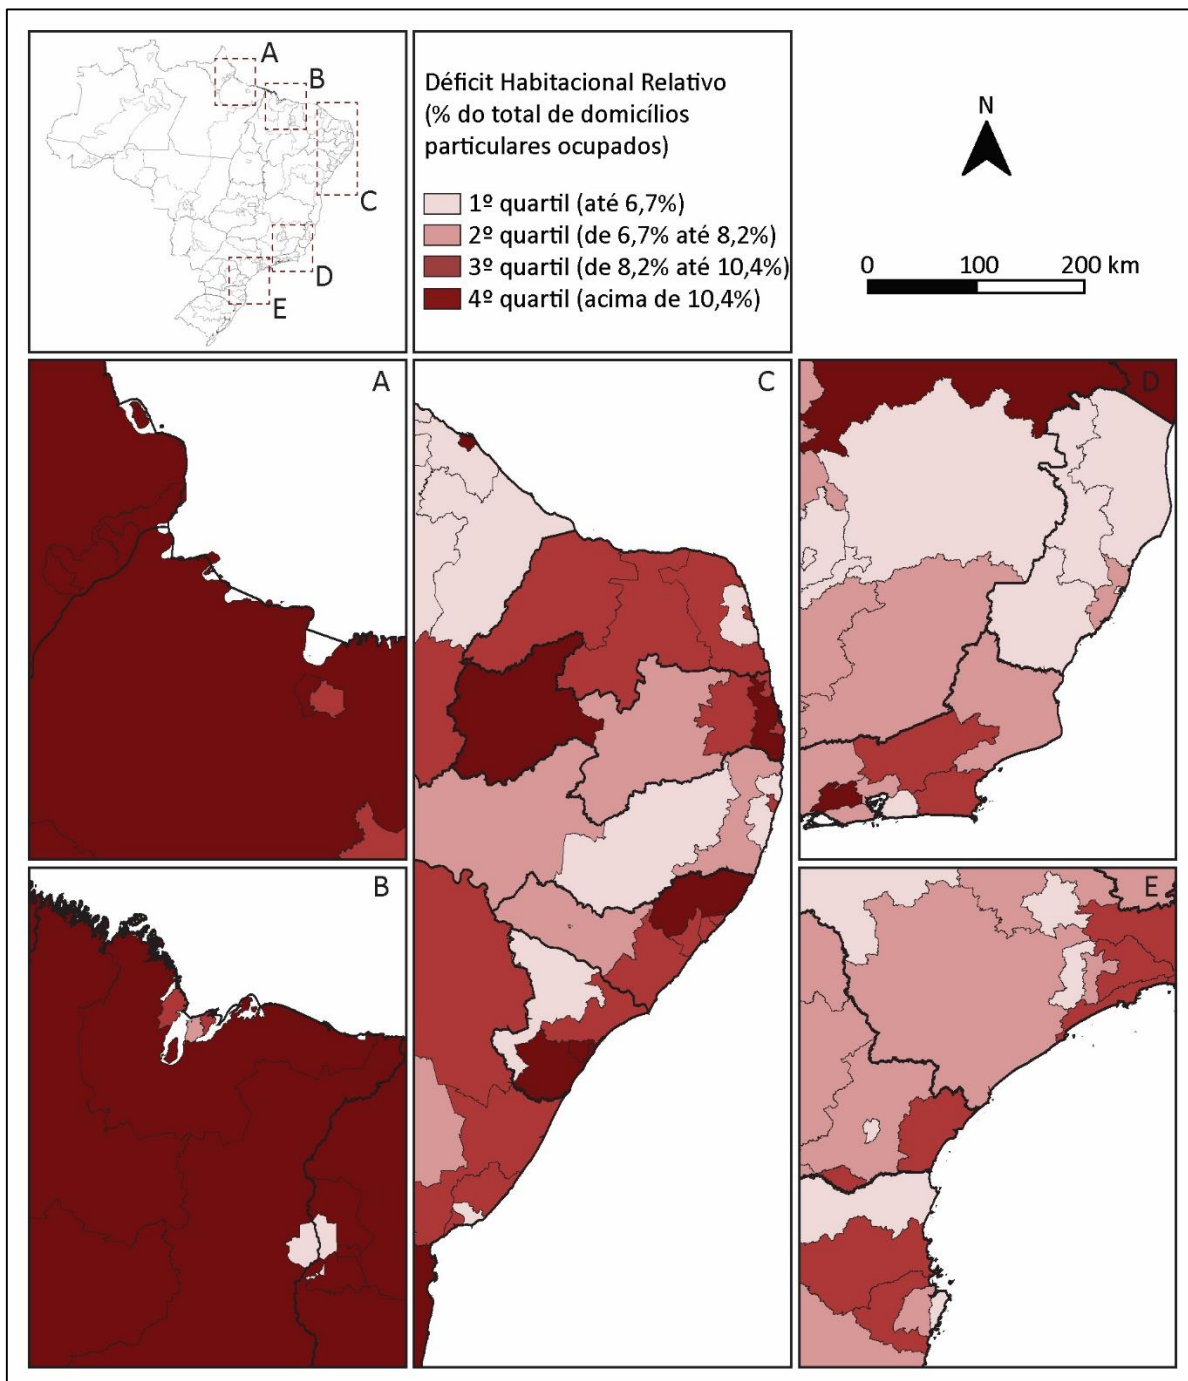 A
B
C
D
E
Déficit Habitacional Relativo
(% do total de domicílios
particulares ocupados)
1º quartil (até 6,7%)
2º quartil (de 6,7% até 8,2%)
3º quartil (de 8,2% até 10,4%)
4º quartil (acima de 10,4%)
N
0 100 200 km
A
C
D
B
E